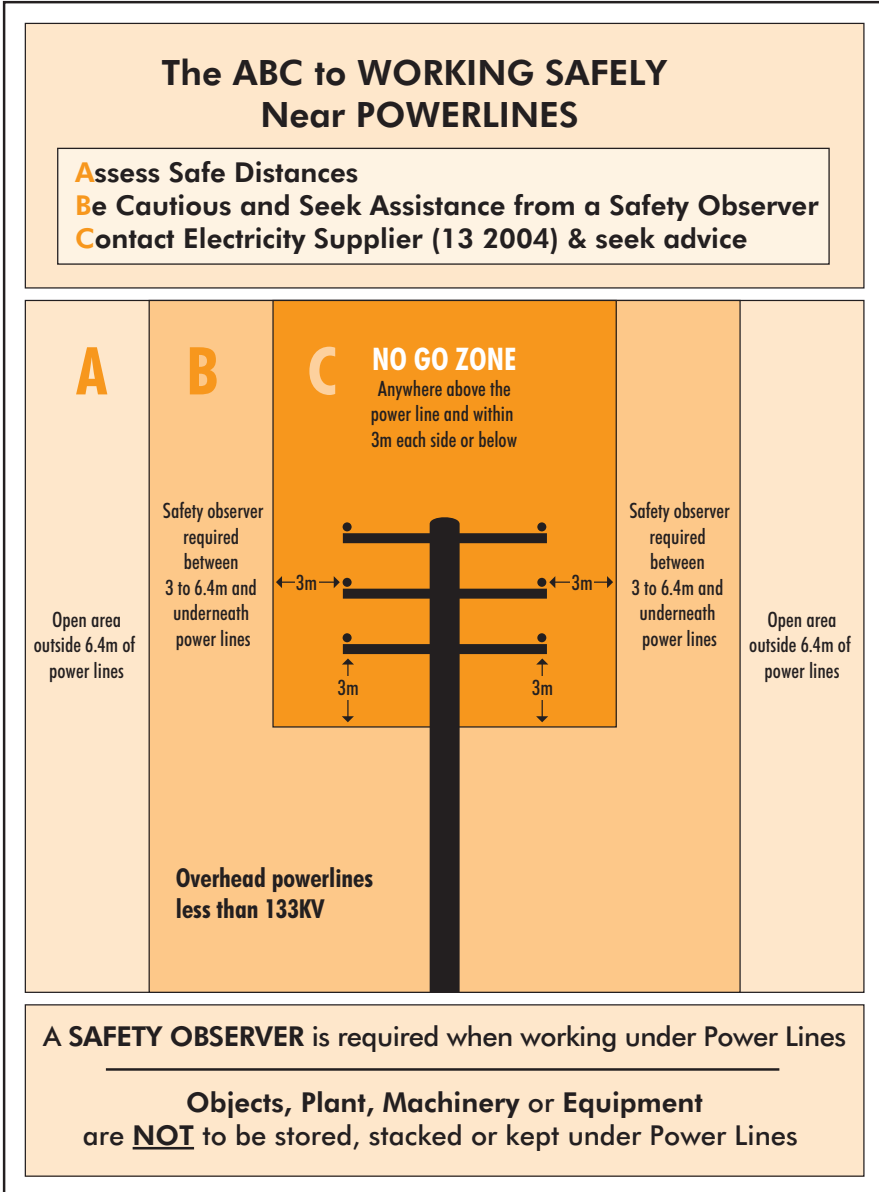 The ABC to WORKING SAFELY
Near POWERLINES
Assess Safe Distances
Be Cautious and Seek Assistance from a Safety Observer
Contact Electricity Supplier (13 2004) & seek advice
A
B
C
NO GO ZONE
Anywhere above the
power line and within
3m each side or below
Open area
outside 6.4m of
power lines
Safety observer
required
between
3 to 6.4m and
underneath
power lines
3m
3m
3m
3m
Safety observer
required
between
3 to 6.4m and
underneath
power lines
Open area
outside 6.4m of
power lines
Overhead powerlines
less than 133KV
A SAFETY OBSERVER is required when working under Power Lines
Objects, Plant, Machinery or Equipment
are NOT to be stored, stacked or kept under Power Lines